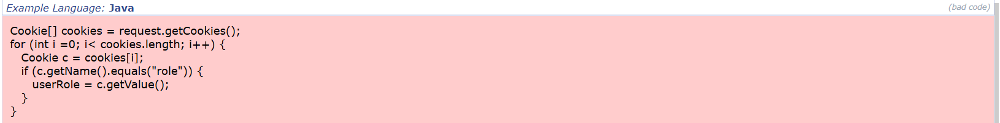 Example Language: Java (bad code)
Cookie[] cookies = request.getCookies();
for (int i =0; i< cookies.length; i++) {
Cookie c = cookies[i];
if (c.getName().equals("role")) {
userRole = c.getValue();
}
}